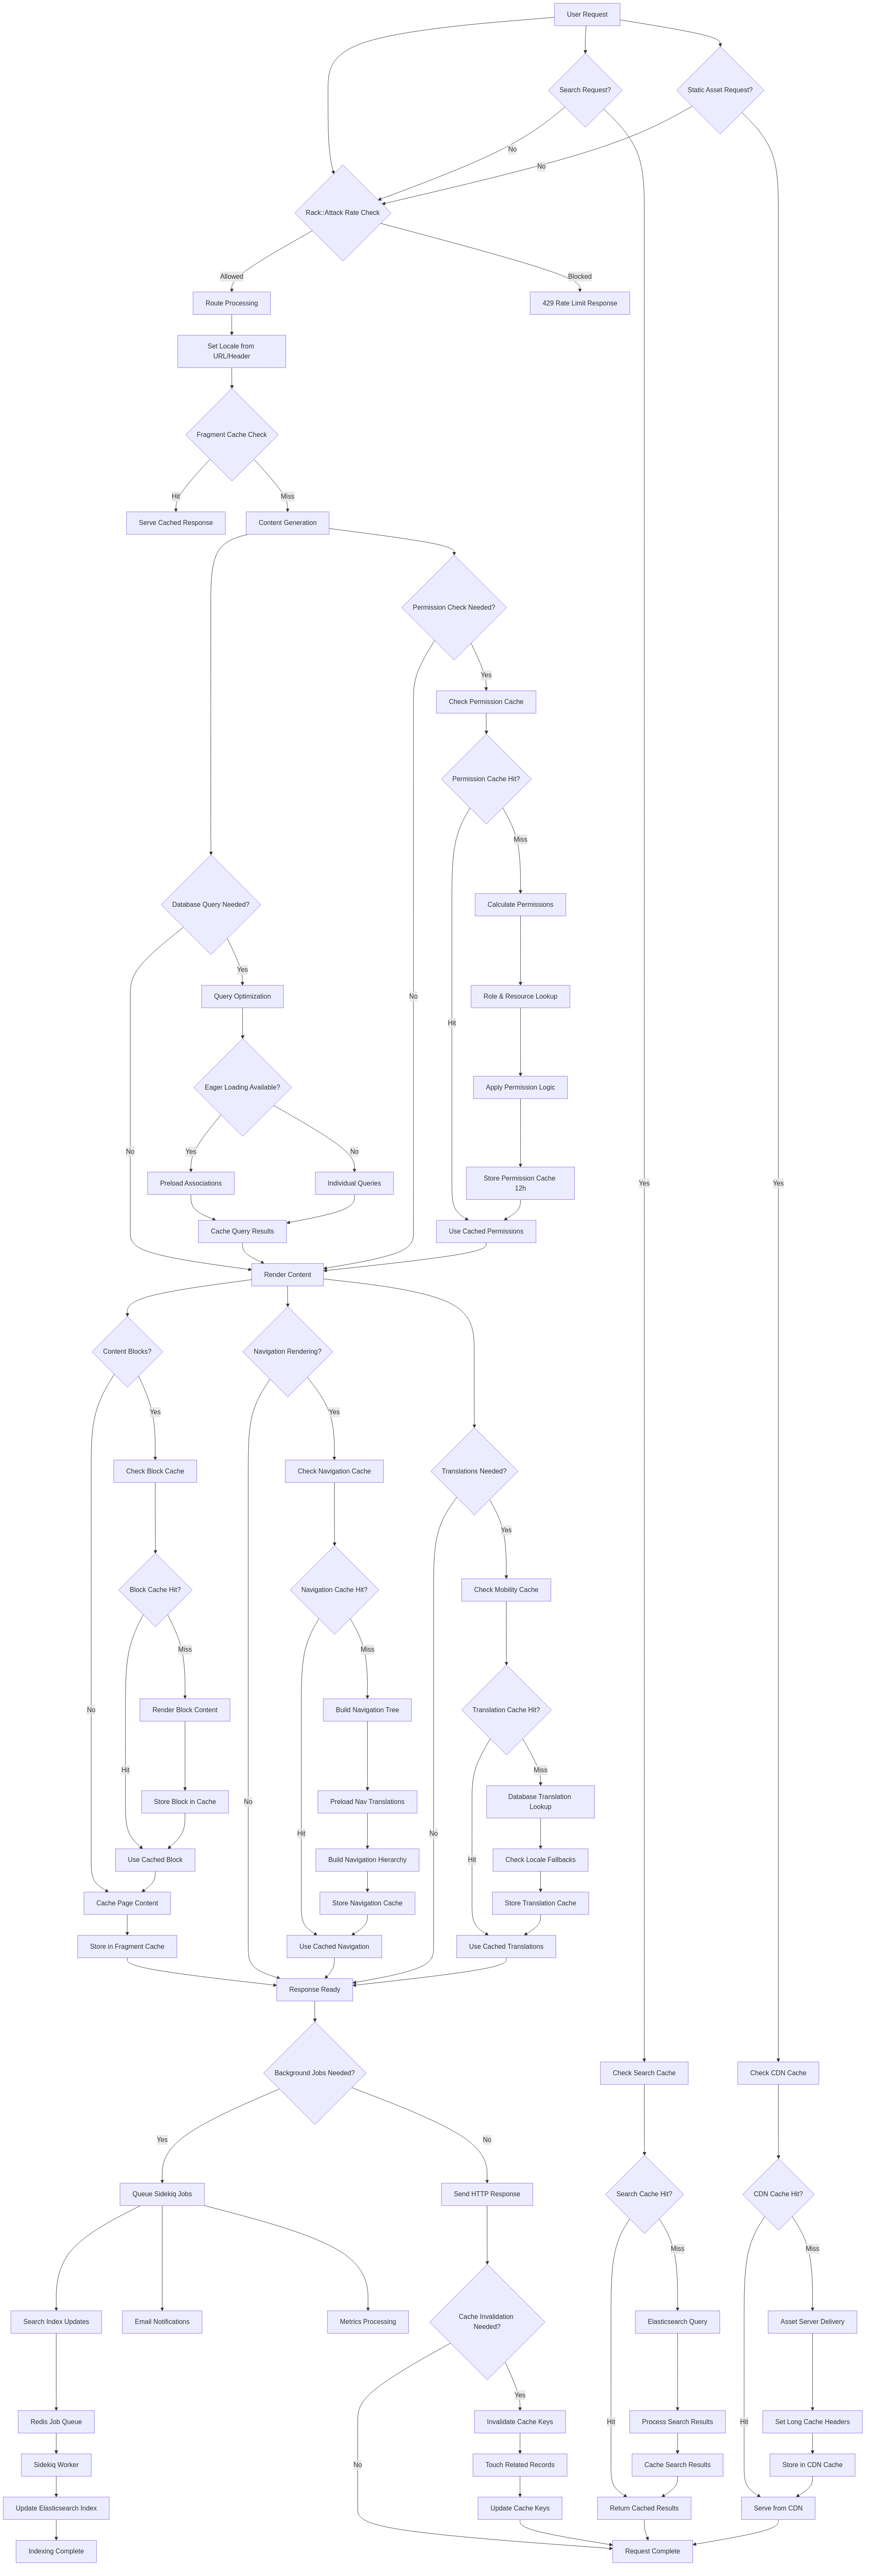 User Request
Search Request?
Static Asset Request?
No
No
Rack::Attack Rate Check
Allowed
Blocked
Route Processing
429 Rate Limit Response
Set Locale from
URL/Header
Fragment Cache Check
Hit
Miss
Serve Cached Response
Content Generation
Permission Check Needed?
Yes
Check Permission Cache
Permission Cache Hit?
Miss
Database Query Needed?
Calculate Permissions
Yes
Query Optimization
No
Role & Resource Lookup
Hit
Eager Loading Available?
Apply Permission Logic
No
Yes
No
Preload Associations
Individual Queries
Store Permission Cache
12h
Yes
Yes
Cache Query Results
Use Cached Permissions
Render Content
Content Blocks?
Navigation Rendering?
Yes
Yes
Check Block Cache
Check Navigation Cache
Translations Needed?
Yes
Block Cache Hit?
Navigation Cache Hit?
Check Mobility Cache
Miss
Miss
No
Render Block Content
Build Navigation Tree
Translation Cache Hit?
Hit
Miss
Store Block in Cache
No
Preload Nav Translations
Database Translation
Lookup
Hit
No
Use Cached Block
Build Navigation Hierarchy
Hit
Check Locale Fallbacks
Cache Page Content
Store Navigation Cache
Store Translation Cache
Store in Fragment Cache
Use Cached Navigation
Use Cached Translations
Response Ready
Background Jobs Needed?
Check Search Cache
Check CDN Cache
Yes
No
Queue Sidekiq Jobs
Send HTTP Response
Search Cache Hit?
CDN Cache Hit?
Miss
Miss
Search Index Updates
Email Notifications
Metrics Processing
Cache Invalidation
Needed?
Elasticsearch Query
Asset Server Delivery
Yes
Redis Job Queue
Invalidate Cache Keys
Hit
Process Search Results
Hit
Set Long Cache Headers
Sidekiq Worker
No
Touch Related Records
Cache Search Results
Store in CDN Cache
Update Elasticsearch Index
Update Cache Keys
Return Cached Results
Serve from CDN
Indexing Complete
Request Complete